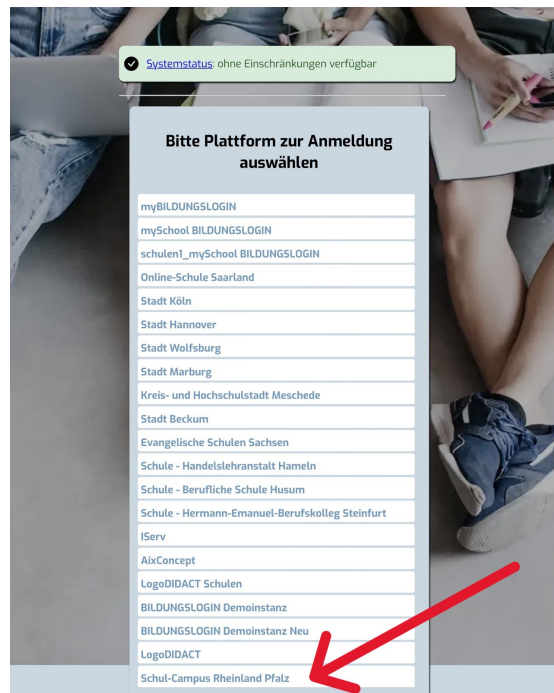 Systemstatus: ohne Einschränkungen verfügbar
Bitte Plattform zur Anmeldung
auswählen
myBILDUNGSLOGIN
mySchool BILDUNGSLOGIN
schulen1_mySchool BILDUNGSLOGIN
Online-Schule Saarland
Stadt Köln
Stadt Hannover
Stadt Wolfsburg
Stadt Marburg
Kreis- und Hochschulstadt Meschede
Stadt Beckum
Evangelische Schulen Sachsen
Schule - Handelslehranstalt Hameln
Schule - Berufliche Schule Husum
Schule - Hermann-Emanuel-Berufskolleg Steinfurt
IServ
AixConcept
LogoDIDACT Schulen
BILDUNGSLOGIN Demoinstanz
BILDUNGSLOGIN Demoinstanz Neu
LogoDIDACT
Schul-Campus Rheinland Pfalz